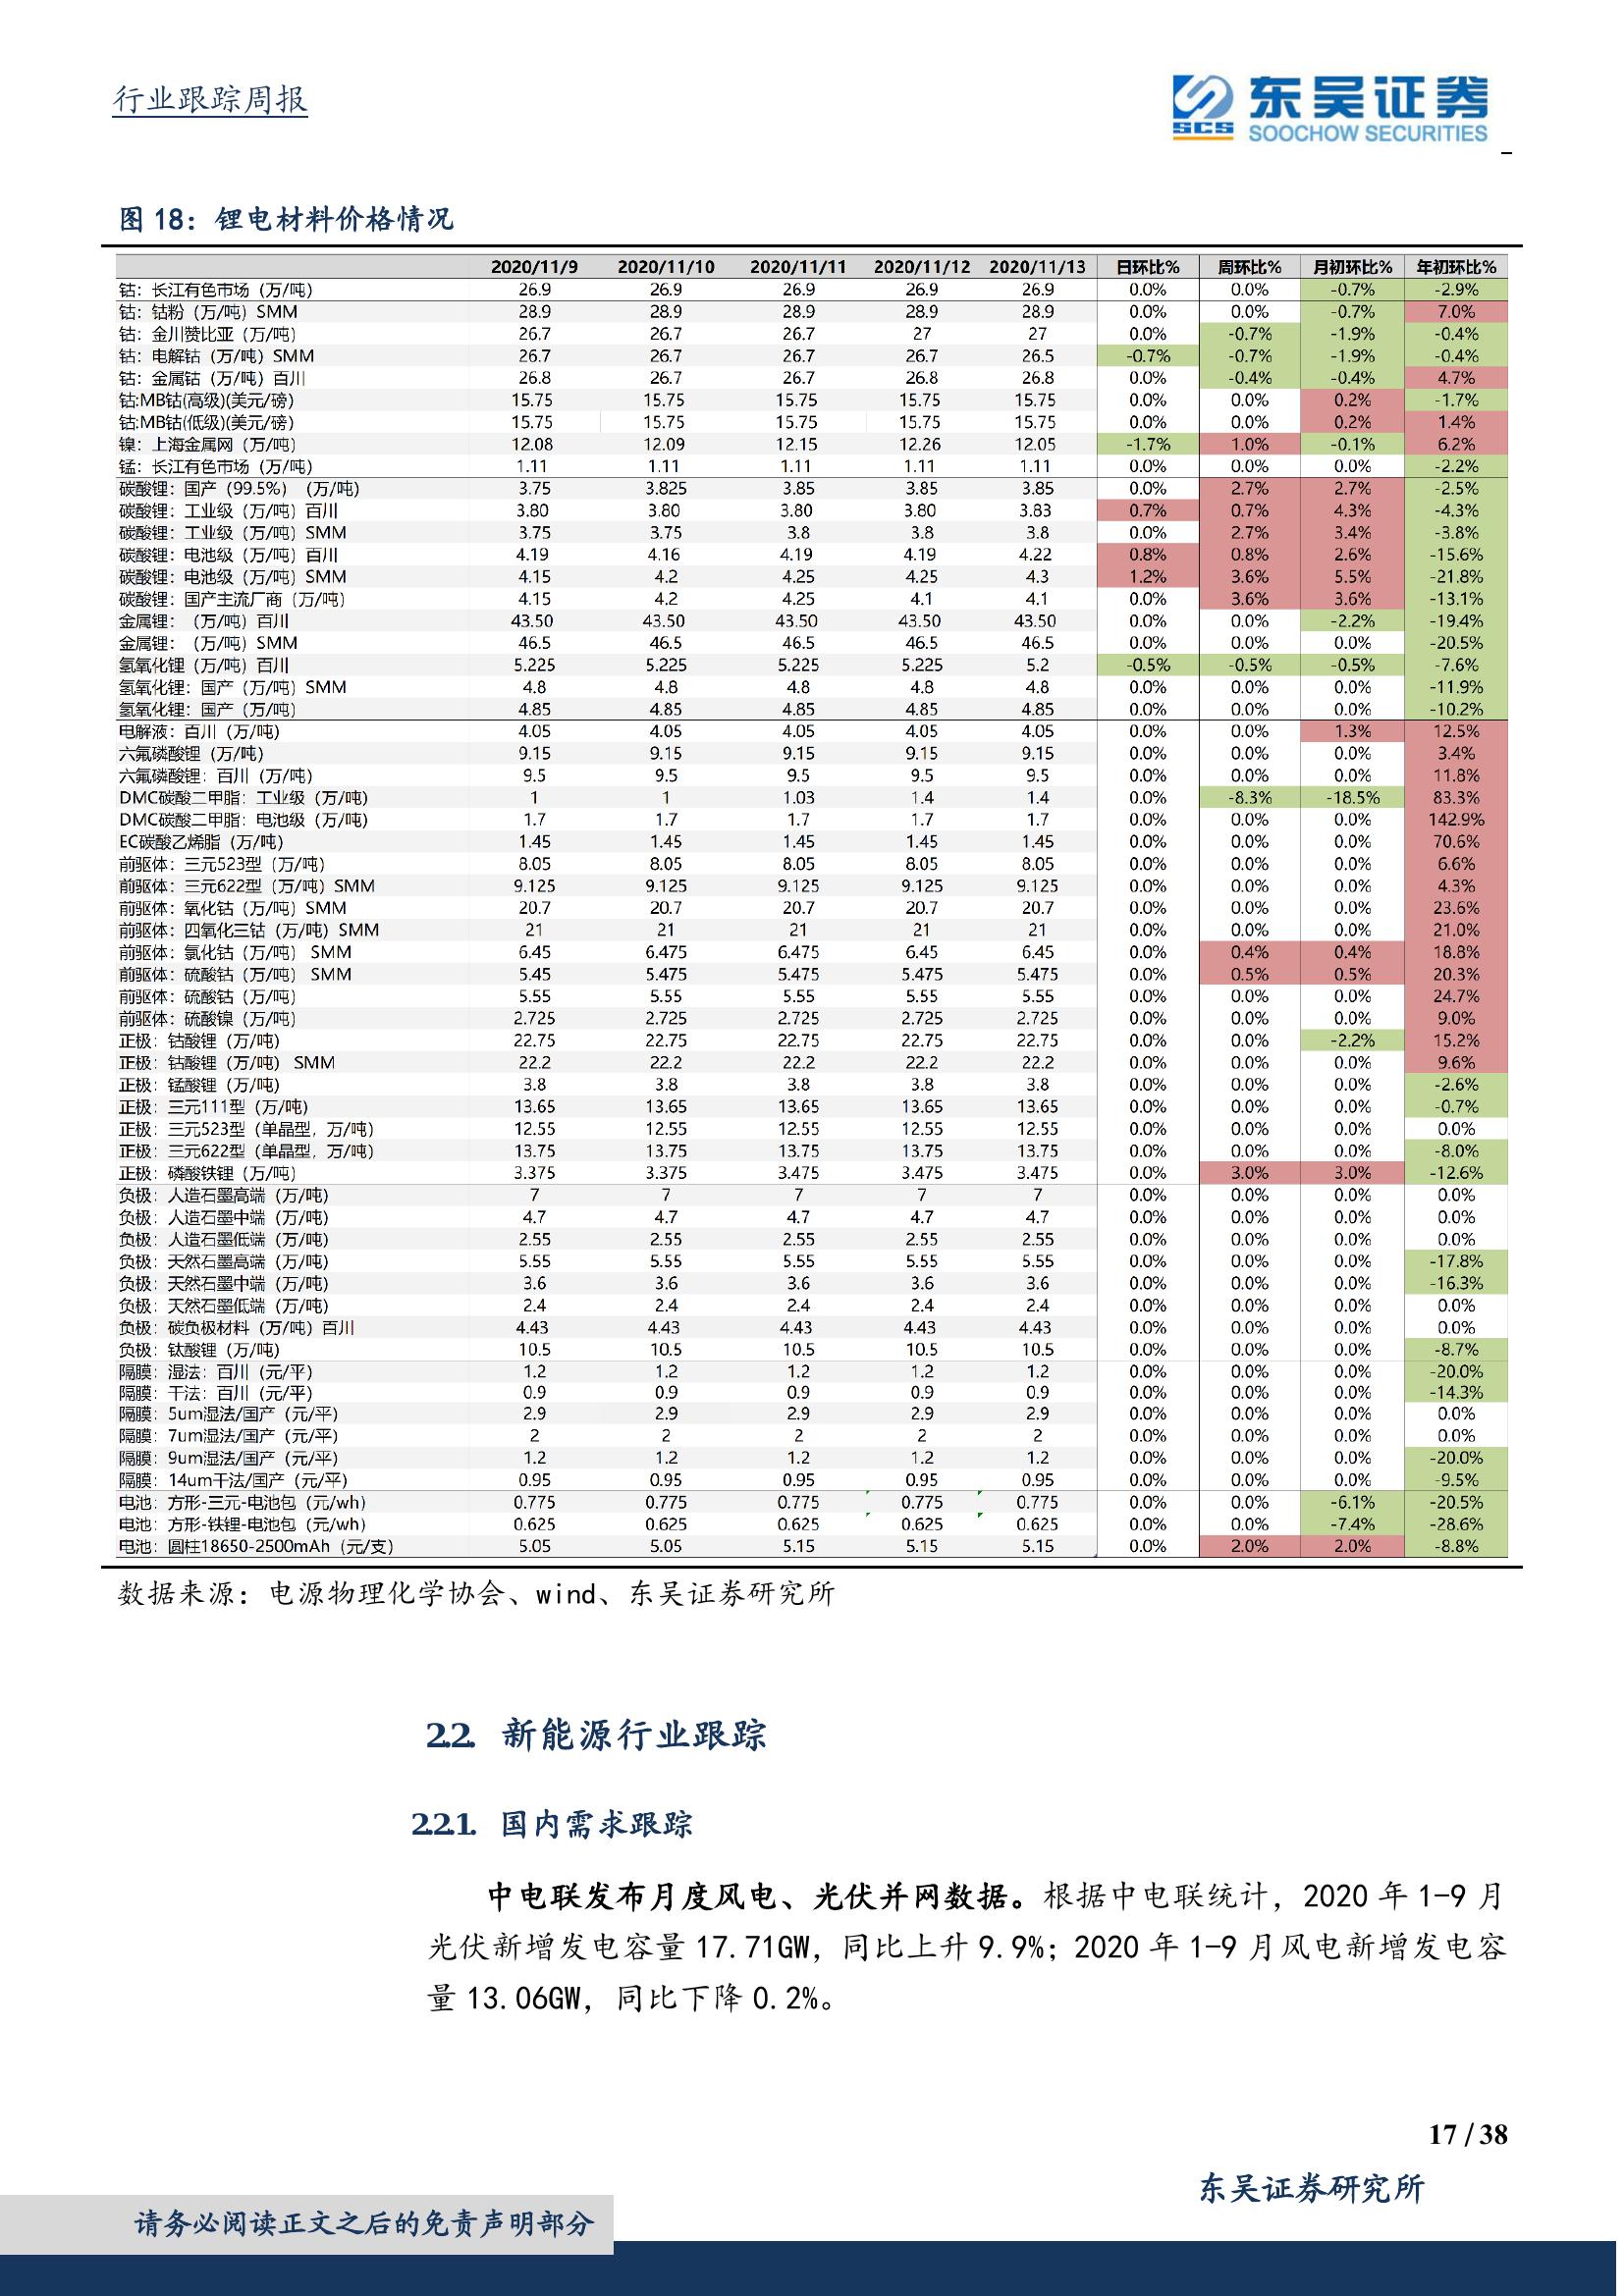 行业跟踪周报
SCS 东吴证券
SOOCHOW SECURITIES
图 18：锂电材料价格情况
2020/11/9 2020/11/10 2020/11/11 2020/11/12 2020/11/13 日环比% 周环比% 月初环比% 年初环比%
钴：长江有色市场（万/吨） 26.9 26.9 26.9 26.9 26.9 0.0% 0.0% -0.7% -2.9%
钴：钴粉（万/吨）SMM 28.9 28.9 28.9 28.9 28.9 0.0% 0.0% -0.7% 7.0%
钴：金川赞比亚（万/吨） 26.7 26.7 26.7 27 27 0.0% -0.7% -1.9% -0.4%
钴：电解钴（万/吨）SMM 26.7 26.7 26.7 26.7 26.5 -0.7% -0.7% -1.9% -0.4%
钴：金属钴（万/吨）百川 26.8 26.7 26.7 26.8 26.8 0.0% -0.4% -0.4% 4.7%
钴:MB钴(高级)(美元/磅) 15.75 15.75 15.75 15.75 15.75 0.0% 0.0% 0.2% -1.7%
钴:MB钴(低级)(美元/磅) 15.75 15.75 15.75 15.75 15.75 0.0% 0.0% 0.2% 1.4%
镍：上海金属网（万/吨） 12.08 12.09 12.15 12.26 12.05 -1.7% 1.0% -0.1% 6.2%
锰：长江有色市场（万/吨） 1.11 1.11 1.11 1.11 1.11 0.0% 0.0% 0.0% -2.2%
碳酸锂：国产（99.5%）（万/吨） 3.75 3.825 3.85 3.85 3.85 0.0% 2.7% 2.7% -2.5%
碳酸锂：工业级（万/吨）百川 3.80 3.80 3.80 3.80 3.83 0.7% 0.7% 4.3% -4.3%
碳酸锂：工业级（万/吨）SMM 3.75 3.75 3.8 3.8 3.8 0.0% 2.7% 3.4% -3.8%
碳酸锂：电池级（万/吨）百川 4.19 4.16 4.19 4.19 4.22 0.8% 0.8% 2.6% -15.6%
碳酸锂：电池级（万/吨）SMM 4.15 4.2 4.25 4.25 4.3 1.2% 3.6% 5.5% -21.8%
碳酸锂：国产主流厂商（万/吨） 4.15 4.2 4.25 4.1 4.1 0.0% 3.6% 3.6% -13.1%
金属锂：（万/吨）百川 43.50 43.50 43.50 43.50 43.50 0.0% 0.0% -2.2% -19.4%
金属锂：（万/吨）SMM 46.5 46.5 46.5 46.5 46.5 0.0% 0.0% 0.0% -20.5%
氢氧化锂（万/吨）百川 5.225 5.225 5.225 5.225 5.2 -0.5% -0.5% -0.5% -7.6%
氢氧化锂：国产（万/吨）SMM 4.8 4.8 4.8 4.8 4.8 0.0% 0.0% 0.0% -11.9%
氢氧化锂：国产（万/吨） 4.85 4.85 4.85 4.85 4.85 0.0% 0.0% 0.0% -10.2%
电解液：百川（万/吨） 4.05 4.05 4.05 4.05 4.05 0.0% 0.0% 1.3% 12.5%
六氟磷酸锂（万/吨） 9.15 9.15 9.15 9.15 9.15 0.0% 0.0% 0.0% 3.4%
六氟磷酸锂：百川（万/吨） 9.5 9.5 9.5 9.5 9.5 0.0% 0.0% 0.0% 11.8%
DMC碳酸二甲脂：工业级（万/吨） 1 1 1.03 1.4 1.4 0.0% -8.3% -18.5% 83.3%
DMC碳酸二甲脂：电池级（万/吨） 1.7 1.7 1.7 1.7 1.7 0.0% 0.0% 0.0% 142.9%
EC碳酸乙烯脂（万/吨） 1.45 1.45 1.45 1.45 1.45 0.0% 0.0% 0.0% 70.6%
前驱体：三元523型（万/吨） 8.05 8.05 8.05 8.05 8.05 0.0% 0.0% 0.0% 6.6%
前驱体：三元622型（万/吨）SMM 9.125 9.125 9.125 9.125 9.125 0.0% 0.0% 0.0% 4.3%
前驱体：氧化钴（万/吨）SMM 20.7 20.7 20.7 20.7 20.7 0.0% 0.0% 0.0% 23.6%
前驱体：四氧化三钴（万/吨）SMM 21 21 21 21 21 0.0% 0.0% 0.0% 21.0%
前驱体：氯化钴（万/吨） SMM 6.45 6.475 6.475 6.45 6.45 0.0% 0.4% 0.4% 18.8%
前驱体：硫酸钴（万/吨） SMM 5.45 5.475 5.475 5.475 5.475 0.0% 0.5% 0.5% 20.3%
前驱体：硫酸钴（万/吨） 5.55 5.55 5.55 5.55 5.55 0.0% 0.0% 0.0% 24.7%
前驱体：硫酸镍（万/吨） 2.725 2.725 2.725 2.725 2.725 0.0% 0.0% 0.0% 9.0%
正极：钴酸锂（万/吨） 22.75 22.75 22.75 22.75 22.75 0.0% 0.0% -2.2% 15.2%
正极：钴酸锂（万/吨） SMM 22.2 22.2 22.2 22.2 22.2 0.0% 0.0% 0.0% 9.6%
正极：锰酸锂（万/吨） 3.8 3.8 3.8 3.8 3.8 0.0% 0.0% 0.0% -2.6%
正极：三元111型（万/吨） 13.65 13.65 13.65 13.65 13.65 0.0% 0.0% 0.0% -0.7%
正极：三元523型（单晶型，万/吨） 12.55 12.55 12.55 12.55 12.55 0.0% 0.0% 0.0% 0.0%
正极：三元622型（单晶型，万/吨） 13.75 13.75 13.75 13.75 13.75 0.0% 0.0% 0.0% -8.0%
正极：磷酸铁锂（万/吨） 3.375 3.375 3.475 3.475 3.475 0.0% 3.0% 3.0% -12.6%
负极：人造石墨高端（万/吨） 7 7 7 7 7 0.0% 0.0% 0.0% 0.0%
负极：人造石墨中端（万/吨） 4.7 4.7 4.7 4.7 4.7 0.0% 0.0% 0.0% 0.0%
负极：人造石墨低端（万/吨） 2.55 2.55 2.55 2.55 2.55 0.0% 0.0% 0.0% 0.0%
负极：天然石墨高端（万/吨） 5.55 5.55 5.55 5.55 5.55 0.0% 0.0% 0.0% -17.8%
负极：天然石墨中端（万/吨） 3.6 3.6 3.6 3.6 3.6 0.0% 0.0% 0.0% -16.3%
负极：天然石墨低端（万/吨） 2.4 2.4 2.4 2.4 2.4 0.0% 0.0% 0.0% 0.0%
负极：碳负极材料（万/吨）百川 4.43 4.43 4.43 4.43 4.43 0.0% 0.0% 0.0% 0.0%
负极：钛酸锂（万/吨） 10.5 10.5 10.5 10.5 10.5 0.0% 0.0% 0.0% -8.7%
隔膜：湿法：百川（元/平） 1.2 1.2 1.2 1.2 1.2 0.0% 0.0% 0.0% -20.0%
隔膜：干法：百川（元/平） 0.9 0.9 0.9 0.9 0.9 0.0% 0.0% 0.0% -14.3%
隔膜：5um湿法/国产（元/平） 2.9 2.9 2.9 2.9 2.9 0.0% 0.0% 0.0% 0.0%
隔膜：7um湿法/国产（元/平） 2 2 2 2 2 0.0% 0.0% 0.0% 0.0%
隔膜：9um湿法/国产（元/平） 1.2 1.2 1.2 1.2 1.2 0.0% 0.0% 0.0% -20.0%
隔膜：14um干法/国产（元/平） 0.95 0.95 0.95 0.95 0.95 0.0% 0.0% 0.0% -9.5%
电池：方形-三元-电池包（元/wh） 0.775 0.775 0.775 0.775 0.775 0.0% 0.0% -6.1% -20.5%
电池：方形-铁锂-电池包（元/wh） 0.625 0.625 0.625 0.625 0.625 0.0% 0.0% -7.4% -28.6%
电池：圆柱18650-2500mAh（元/支） 5.05 5.05 5.15 5.15 5.15 0.0% 2.0% 2.0% -8.8%
数据来源：电源物理化学协会、wind、东吴证券研究所
2.2. 新能源行业跟踪
2.2.1. 国内需求跟踪
中电联发布月度风电、光伏并网数据。根据中电联统计，2020 年 1-9 月
光伏新增发电容量 17.71GW，同比上升 9.9%；2020 年 1-9 月风电新增发电容
量 13.06GW，同比下降 0.2%。
17 / 38
东吴证券研究所
请务必阅读正文之后的免责声明部分